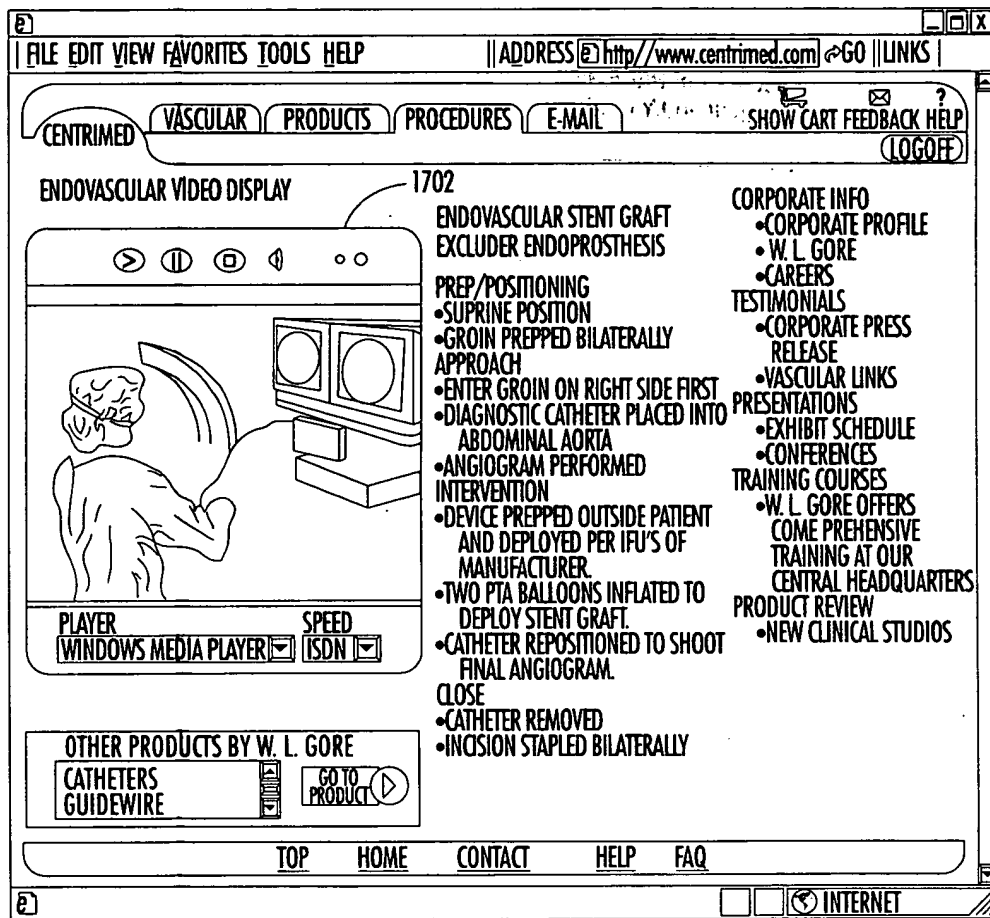 FILE EDIT VIEW FAVORITES TOOLS HELP
ADDRESS http//www.centrimed.com GO LINKS
CENTRIMED
VASCULAR
PRODUCTS
PROCEDURES
E-MAIL
?
SHOW CART FEEDBACK HELP
LOGOFF
ENDOVASCULAR VIDEO DISPLAY
1702
PLAYER
WINDOWS MEDIA PLAYER
SPEED
ISDN
OTHER PRODUCTS BY W. L. GORE
CATHETERS
GUIDEWIRE
GO TO
PRODUCT
ENDOVASCULAR STENT GRAFT
EXCLUDER ENDOPROSTHESIS
PREP/POSITIONING
•SUPRINE POSITION
•GROIN PREPPED BILATERALLY
APPROACH
•ENTER GROIN ON RIGHT SIDE FIRST
•DIAGNOSTIC CATHETER PLACED INTO
ABDOMINAL AORTA
•ANGIOGRAM PERFORMED
INTERVENTION
•DEVICE PREPPED OUTSIDE PATIENT
AND DEPLOYED PER IFU'S OF
MANUFACTURER.
•TWO PTA BALLOONS INFLATED TO
DEPLOY STENT GRAFT.
•CATHETER REPOSITIONED TO SHOOT
FINAL ANGIOGRAM.
CLOSE
•CATHETER REMOVED
•INCISION STAPLED BILATERALLY
CORPORATE INFO
•CORPORATE PROFILE
•W. L. GORE
•CAREERS
TESTIMONIALS
•CORPORATE PRESS
RELEASE
•VASCULAR LINKS
PRESENTATIONS
•EXHIBIT SCHEDULE
•CONFERENCES
TRAINING COURSES
•W. L. GORE OFFERS
COME PREHENSIVE
TRAINING AT OUR
CENTRAL HEADQUARTERS
PRODUCT REVIEW
•NEW CLINICAL STUDIOS
TOP HOME CONTACT HELP FAQ
INTERNET